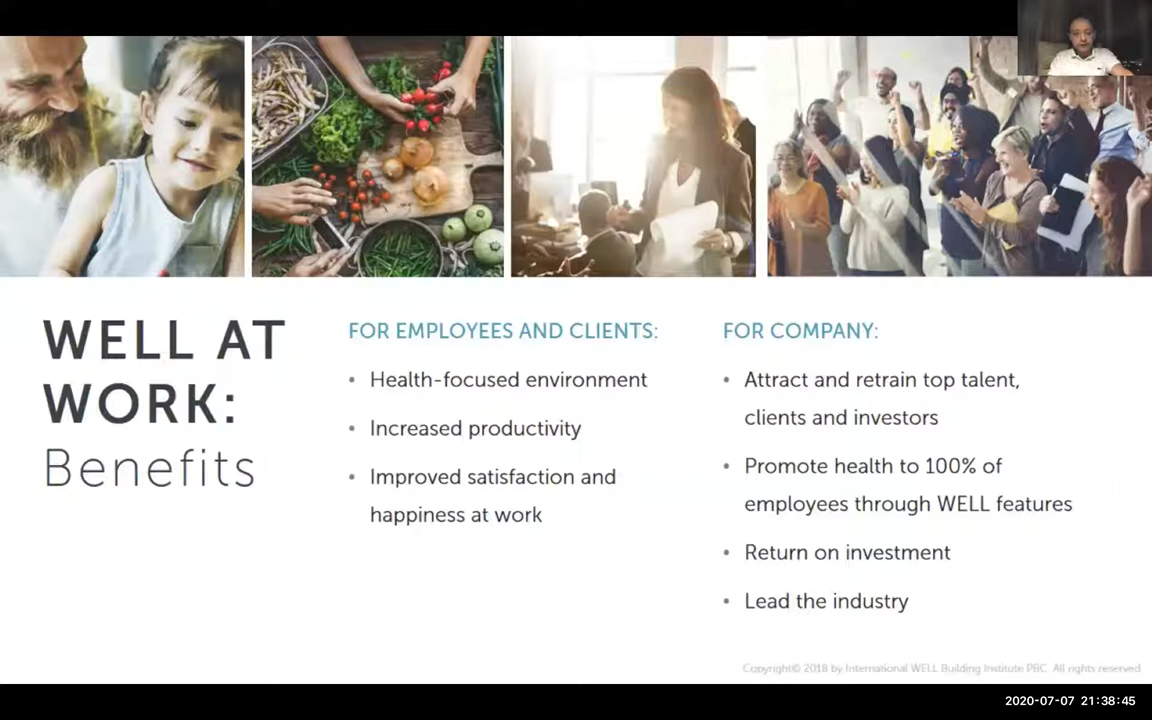 WELL AT
WORK:
Benefits
FOR EMPLOYEES AND CLIENTS:
• Health-focused environment
• Increased productivity
• Improved satisfaction and
happiness at work
FOR COMPANY:
• Attract and retrain top talent,
clients and investors
• Promote health to 100% of
employees through WELL features
• Return on investment
• Lead the industry
Copyright© 2018 by International WELL Building Institute PBC. All rights reserved
2020-07-07 21:38:45